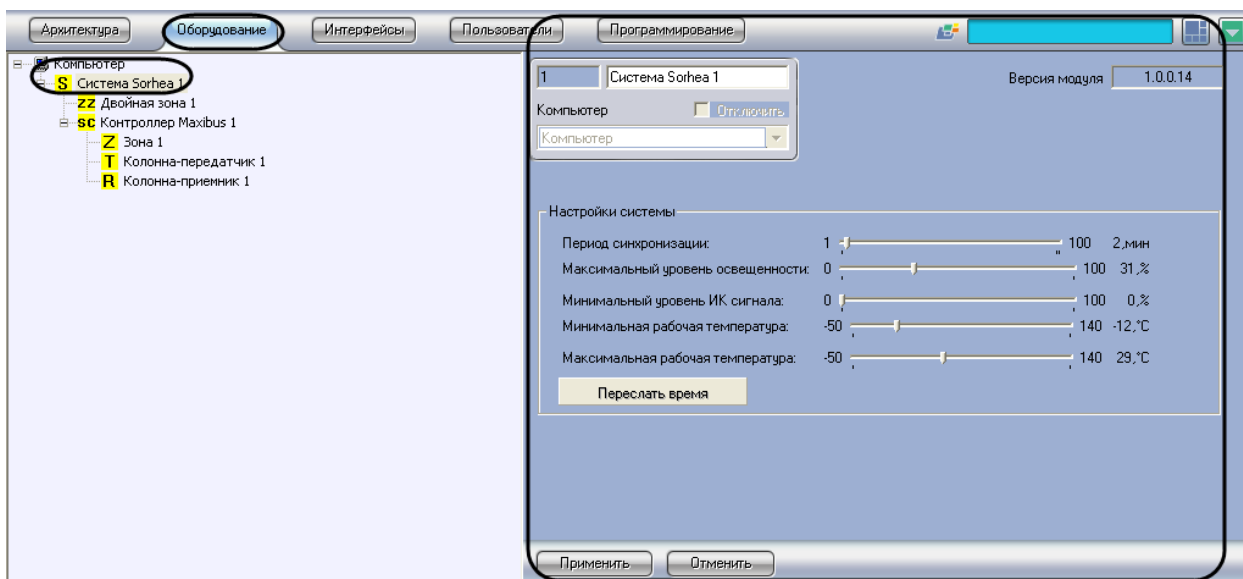 Архитектура Оборудование Интерфейсы Пользователи Программирование
Компьютер
S Система Sorhea 1
ZZ Двойная зона 1
SC Контроллер Maxibus 1
Z Зона 1
T Колонна-передатчик 1
R Колонна-приемник 1
1 Система Sorhea 1
Версия модуля 1.0.0.14
Компьютер Отключить
Компьютер
Настройки системы
Период синхронизации: 1 100 2,мин
Максимальный уровень освещенности: 0 100 31,%
Минимальный уровень ИК сигнала: 0 100 0,%
Минимальная рабочая температура: -50 140 -12,°C
Максимальная рабочая температура: -50 140 29,°C
Переслать время
Применить Отменить